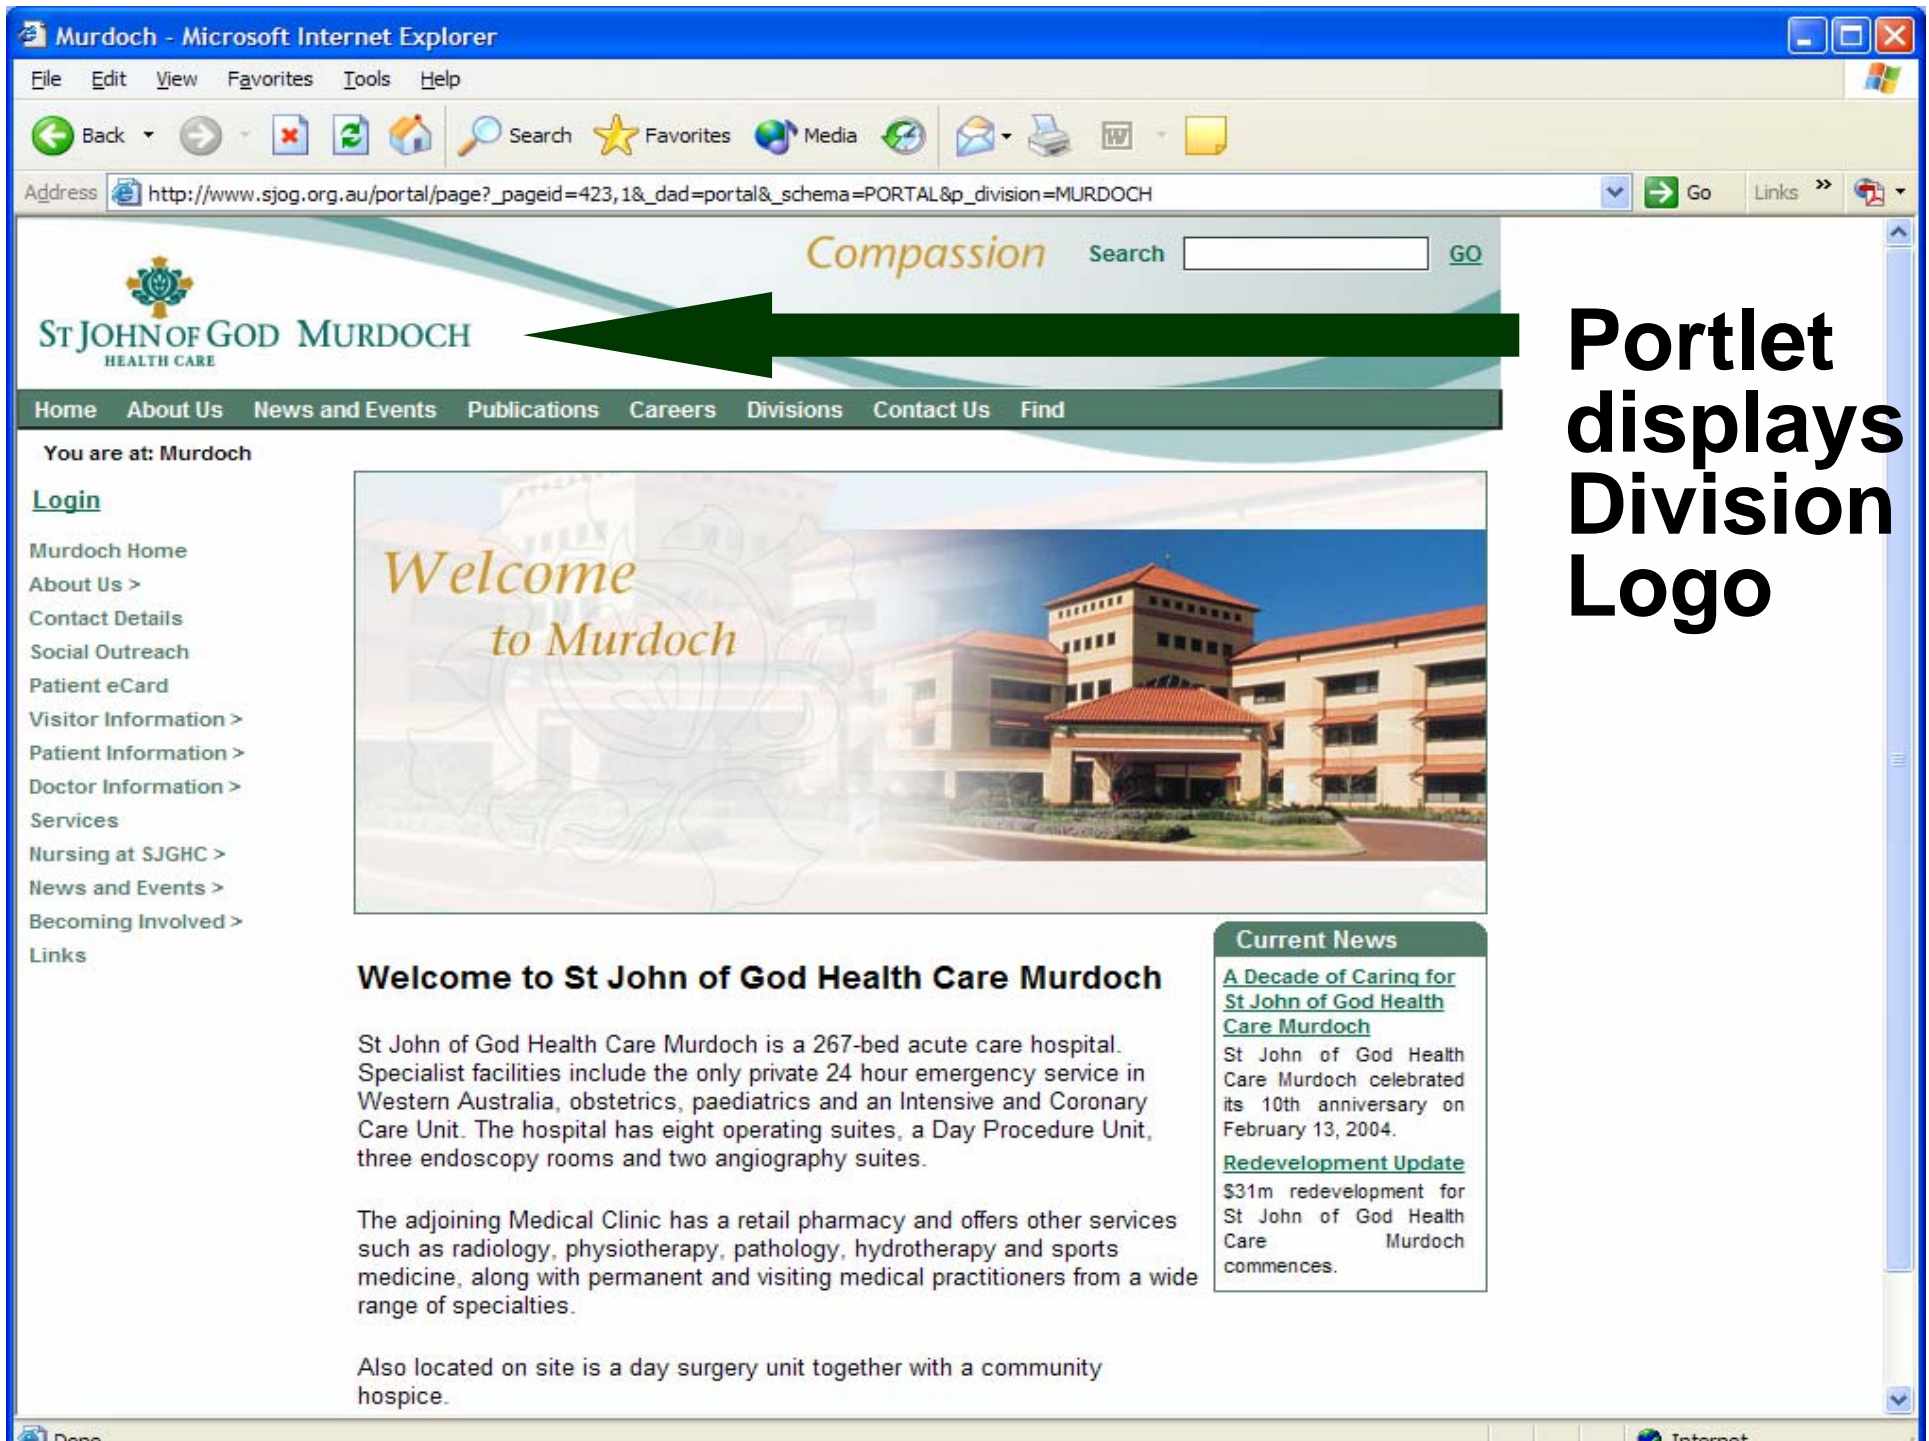 Murdoch - Microsoft Internet Explorer
File Edit View Favorites Tools Help
Back Search Favorites Media
Address http://www.sjog.org.au/portal/page?_pageid=423,1&_dad=portal&_schema=PORTAL&p_division=MURDOCH Go Links »
Compassion Search GO
ST JOHN OF GOD MURDOCH
HEALTH CARE
Portlet
displays
Division
Logo
Home About Us News and Events Publications Careers Divisions Contact Us Find
You are at: Murdoch
Login
Murdoch Home
About Us >
Contact Details
Social Outreach
Patient eCard
Visitor Information >
Patient Information >
Doctor Information >
Services
Nursing at SJGHC >
News and Events >
Becoming Involved >
Links
Welcome
to Murdoch
Welcome to St John of God Health Care Murdoch
St John of God Health Care Murdoch is a 267-bed acute care hospital.
Specialist facilities include the only private 24 hour emergency service in
Western Australia, obstetrics, paediatrics and an Intensive and Coronary
Care Unit. The hospital has eight operating suites, a Day Procedure Unit,
three endoscopy rooms and two angiography suites.
The adjoining Medical Clinic has a retail pharmacy and offers other services
such as radiology, physiotherapy, pathology, hydrotherapy and sports
medicine, along with permanent and visiting medical practitioners from a wide
range of specialties.
Also located on site is a day surgery unit together with a community
hospice.
Current News
A Decade of Caring for
St John of God Health
Care Murdoch
St John of God Health
Care Murdoch celebrated
its 10th anniversary on
February 13, 2004.
Redevelopment Update
$31m redevelopment for
St John of God Health
Care Murdoch
commences.
Done Internet